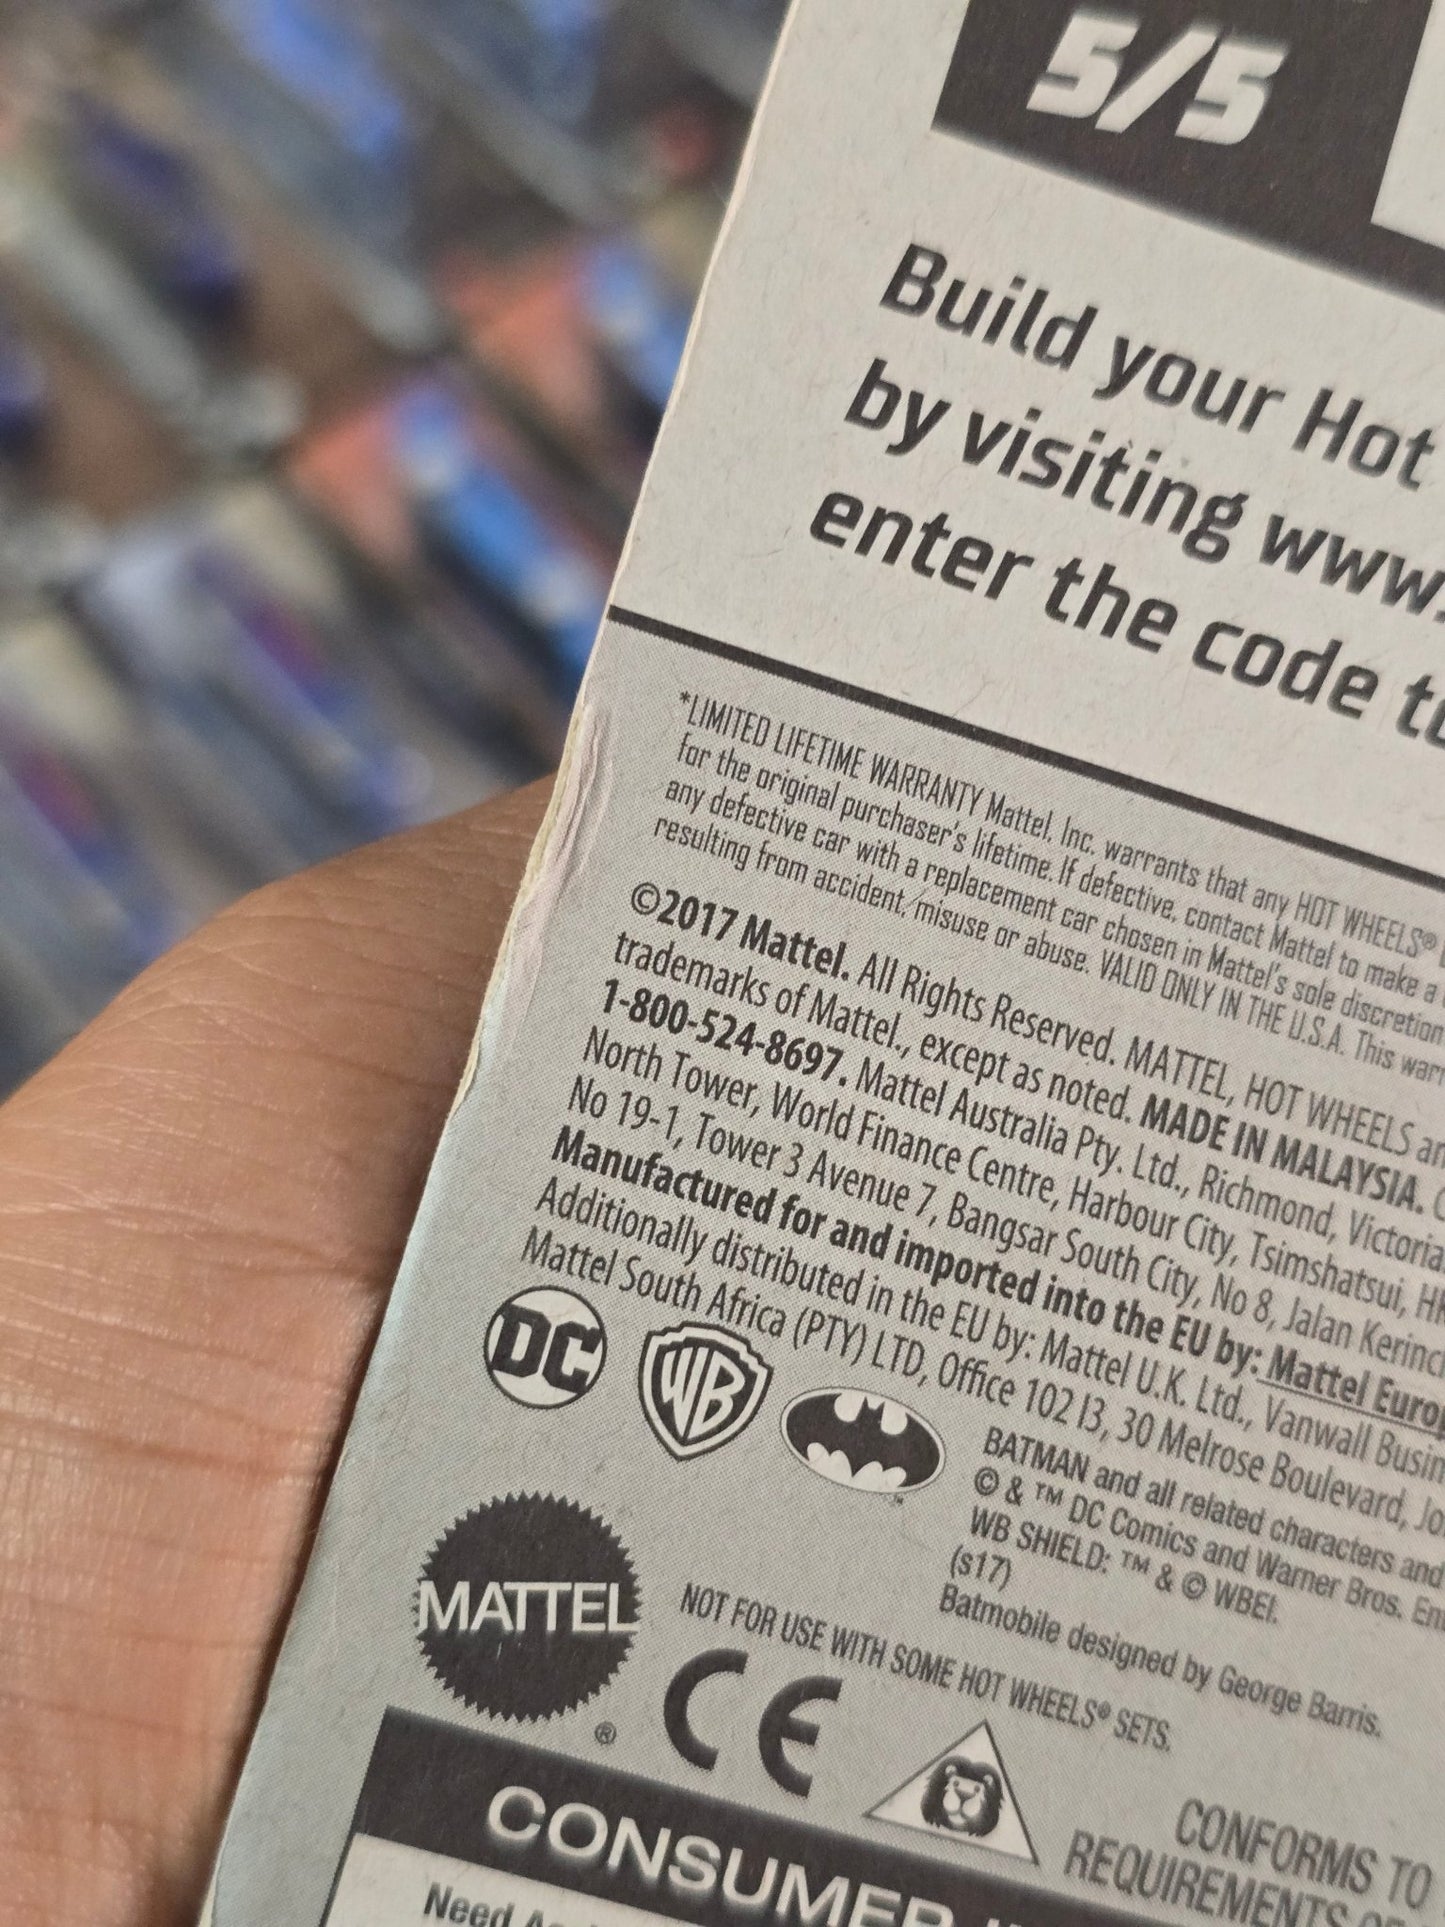 5/5
Build your Hot
by visiting www.
enter the code to
*LIMITED LIFETIME WARRANTY Mattel, Inc. warrants that any HOT WHEELS®
for the original purchaser's lifetime. If defective, contact Mattel to make a
any defective car with a replacement car chosen in Mattel's sole discretion
resulting from accident, misuse or abuse. VALID ONLY IN THE U.S.A. This
©2017 Mattel. All Rights Reserved. MATTEL, HOT WHEELS
trademarks of Mattel., except as noted. MADE IN MALAYSIA.
1-800-524-8697. Mattel Australia Pty. Ltd., Richmond, Victoria
North Tower, World Finance Centre, Harbour City, Tsimshatsui, HK
No 19-1, Tower 3 Avenue 7, Bangsar South City, No 8, Jalan
Manufactured for and imported into the EU by: Mattel
Additionally distributed in the EU by: Mattel U.K. Ltd., Vanwall
Mattel South Africa (PTY) LTD, Office 102 I3, 30 Melrose Boulevard,
DC
WB
BATMAN and all related characters and
© & ™ DC Comics and Warner Bros.
WB SHIELD: ™ & © WBEI.
(s17)
Batmobile designed by George Barris.
MATTEL
®
NOT FOR USE WITH SOME HOT WHEELS® SETS.
CE
CONFORMS TO
REQUIREMENTS
CONSUMER
Need